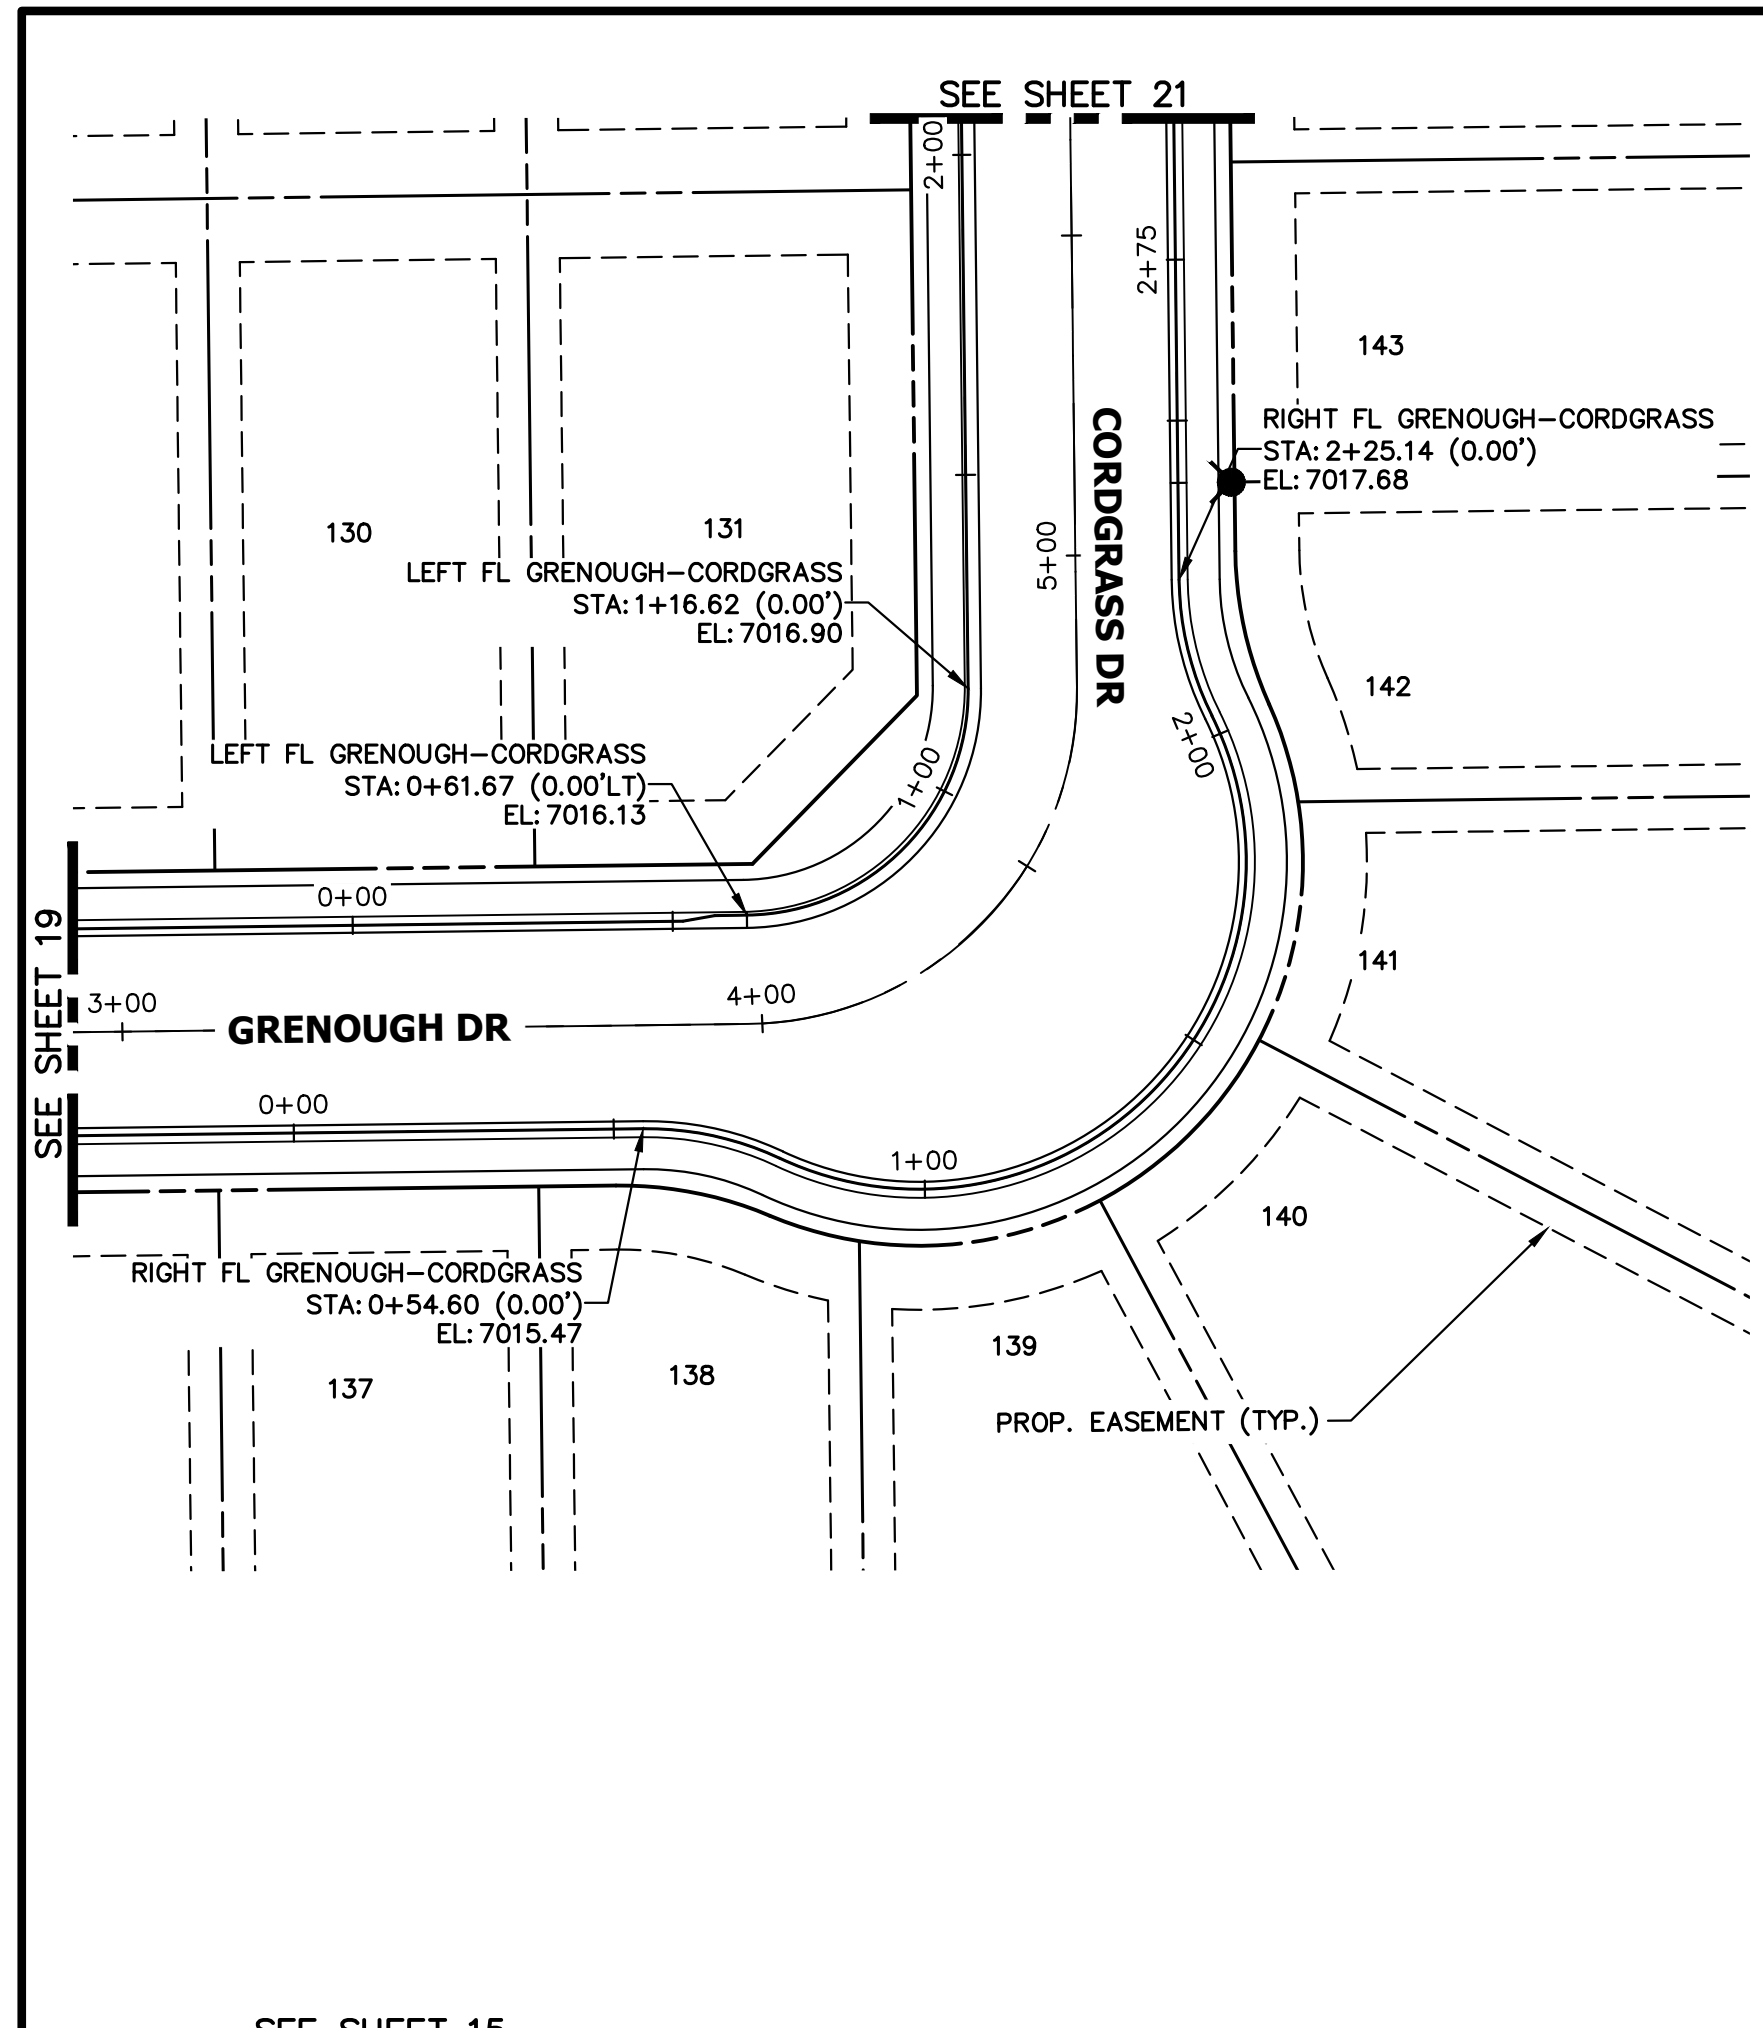 SEE SHEET 21
2+00
2+75
143
RIGHT FL GRENOUGH-CORDGRASS
STA: 2+25.14 (0.00')
EL: 7017.68
CORDGRASS DR
5+00
130
131
LEFT FL GRENOUGH-CORDGRASS
STA: 1+16.62 (0.00')
EL: 7016.90
142
2+00
LEFT FL GRENOUGH-CORDGRASS
STA: 0+61.67 (0.00'LT)
EL: 7016.13
1+00
0+00
SEE SHEET 19
141
3+00
4+00
GRENOUGH DR
0+00
1+00
140
RIGHT FL GRENOUGH-CORDGRASS
STA: 0+54.60 (0.00')
EL: 7015.47
139
138
137
PROP. EASEMENT (TYP.)
SEE SHEET 15